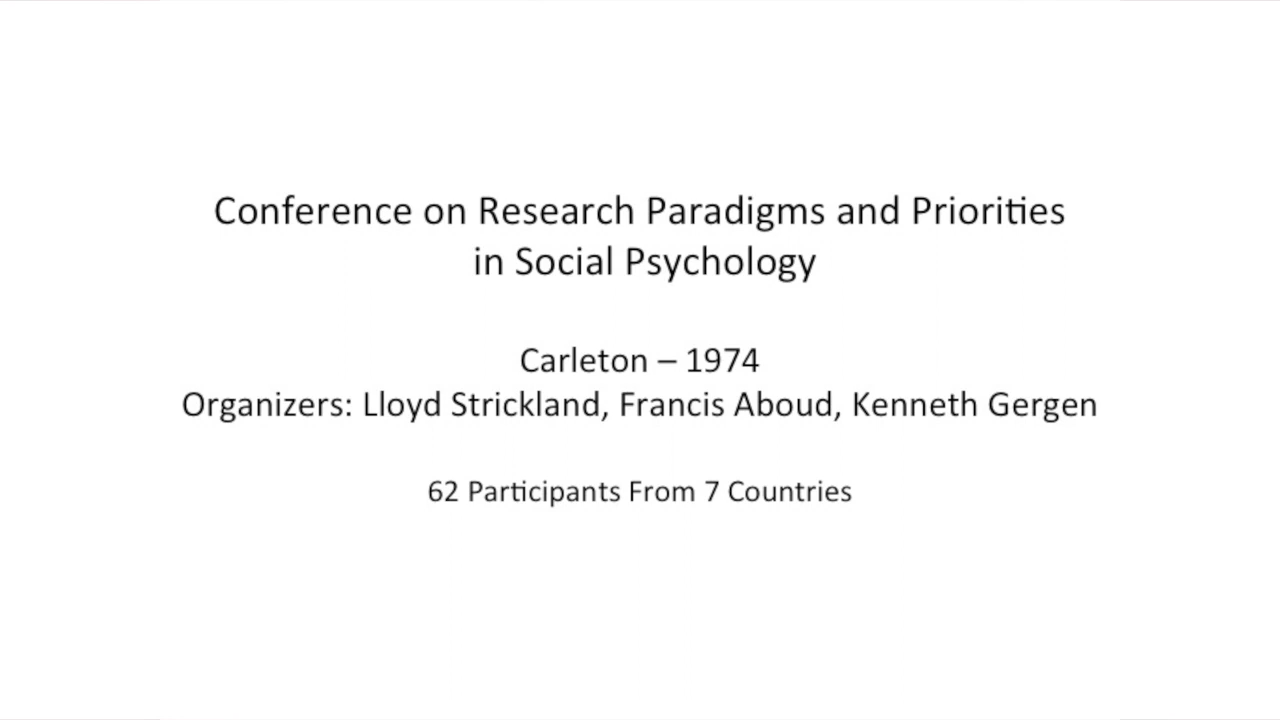 Conference on Research Paradigms and Priorities
in Social Psychology
Carleton – 1974
Organizers: Lloyd Strickland, Francis Aboud, Kenneth Gergen
62 Participants From 7 Countries